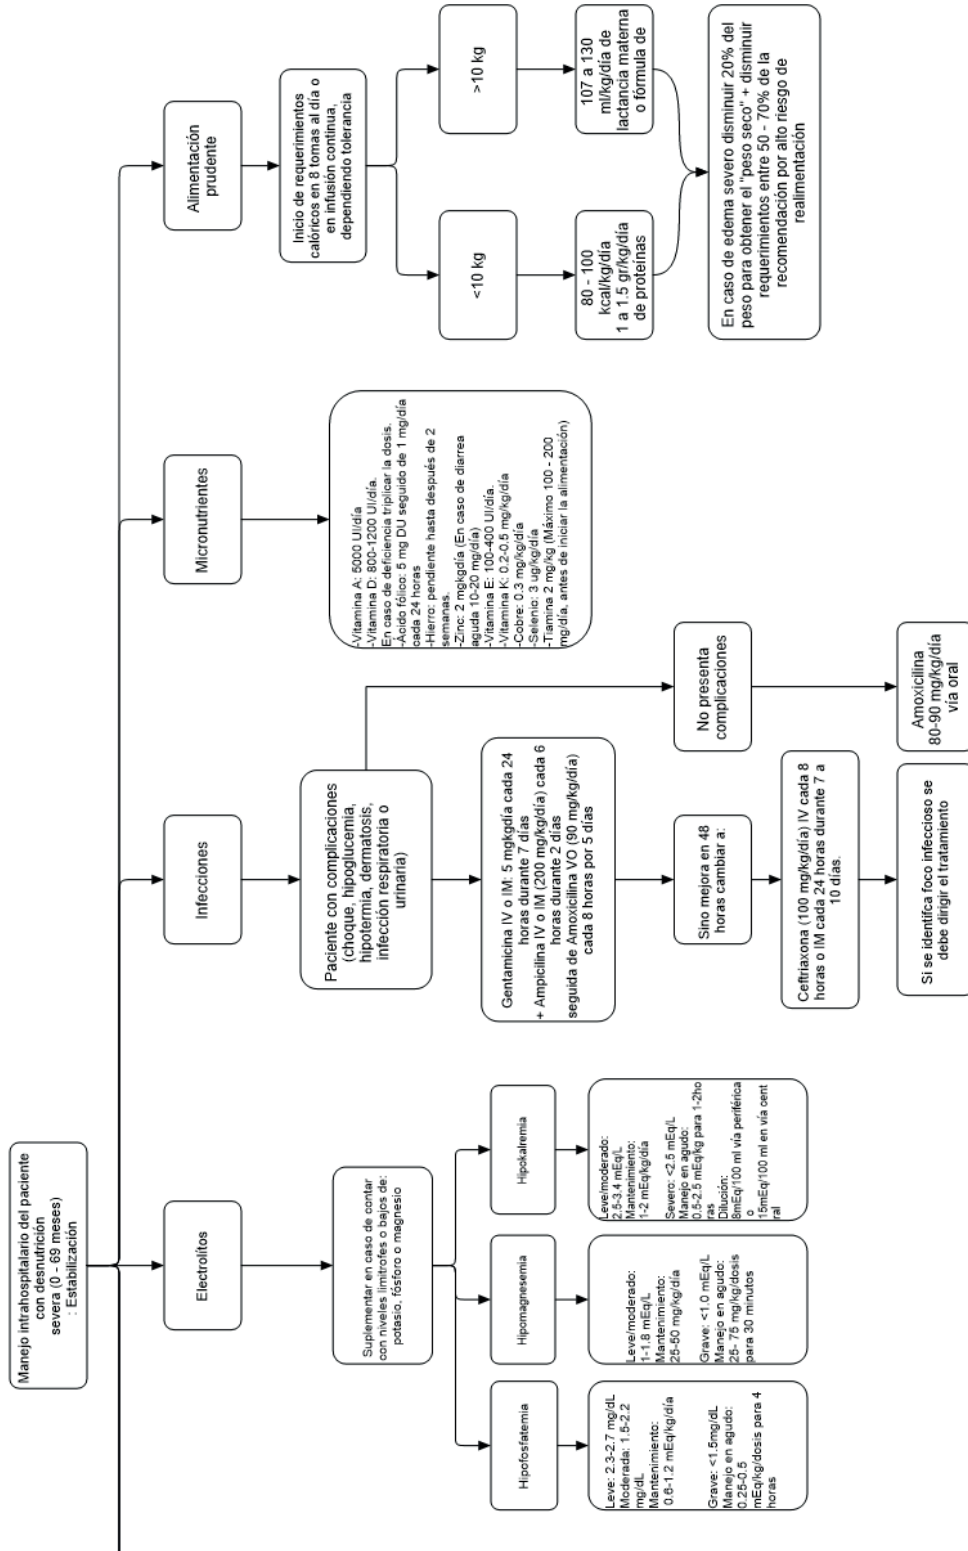 Manejo intrahospitalario del paciente
con desnutrición
severa (0 - 69 meses)
: Estabilización
Electrolítos
Suplementar en caso de contar
con niveles limítrofes o bajos de:
potasio, fósforo o magnesio
Hipofosfatemia
Leve: 2.3-2.7 mg/dL
Moderada: 1.5-2.2
mg/dL
Mantenimiento:
0.6-1.2 mEq/kg/día
Grave: <1.5mg/dL
Manejo en agudo:
0.25-0.5
mEq/kg/dosis para 4
horas
Hipomagnesemia
Leve/moderado:
1-1.8 mEq/L
Mantenimiento:
25-50 mg/kg/día
Grave: <1.0 mEq/L
Manejo en agudo:
25- 75 mg/kg/dosis
para 30 minutos
Hipokalremia
Leve/moderado:
2.5-3.4 mEq/L
Mantenimiento:
1-2 mEq/kg/día
Severo: <2.5 mEq/L
Manejo en agudo:
0.5-2.5 mEq/kg para 1-2ho
ras
Dilución:
8mEq/100 ml vía periférica
o
15mEq/100 ml en vía cent
ral
Infecciones
Paciente con complicaciones
(choque, hipoglucemia,
hipotermia, dermatosis,
infección respiratoria o
urinaria)
Gentamicina IV o IM: 5 mgkgdía cada 24
horas durante 7 días
+ Ampicilina IV o IM (200 mg/kg/día) cada 6
horas durante 2 días
seguida de Amoxicilina VO (90 mg/kg/día)
cada 8 horas por 5 días
Sino mejora en 48
horas cambiar a:
Ceftriaxona (100 mg/kg/día) IV cada 8
horas o IM cada 24 horas durante 7 a
10 días.
Si se identifca foco infeccioso se
debe dirigir el tratamiento
No presenta
complicaciones
Amoxicilina
80-90 mg/kg/día
vía oral
Micronutrientes
-Vitamina A: 5000 UI/día
-Vitamina D: 800-1200 UI/día.
En caso de deficiencia triplicar la dosis.
-Ácido fólico: 5 mg DU seguido de 1 mg/día
cada 24 horas
-Hierro: pendiente hasta después de 2
semanas.
-Zinc: 2 mgkgdía (En caso de diarrea
aguda 10-20 mg/día)
-Vitamina E: 100-400 UI/día.
-Vitamina K: 0.2-0.5 mg/kg/día
-Cobre: 0.3 mg/kg/día
-Selenio: 3 ug/kg/día
-Tiamina 2 mg/kg (Máximo 100 - 200
mg/día, antes de iniciar la alimentación)
Alimentación
prudente
Inicio de requerimientos
calóricos en 8 tomas al día o
en infusión continua,
dependiendo tolerancia
<10 kg
80 - 100
kcal/kg/día
1 a 1.5 gr/kg/día
de proteínas
>10 kg
107 a 130
ml/kg/día de
lactancia materna
o fórmula de
En caso de edema severo disminuir 20% del
peso para obtener el "peso seco" + disminuir
requerimientos entre 50 - 70% de la
recomendación por alto riesgo de
realimentación